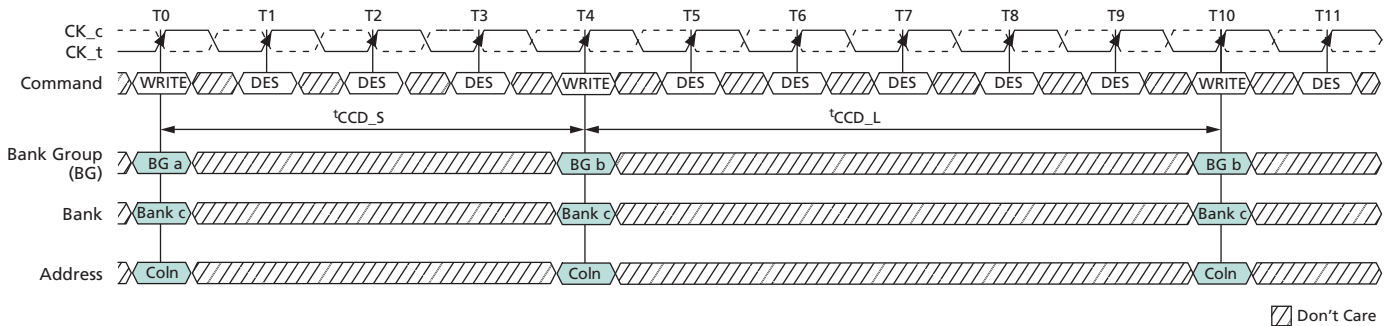 T0 T1 T2 T3 T4 T5 T6 T7 T8 T9 T10 T11
CK_c
CK_t
Command WRITE DES DES DES WRITE DES DES DES DES DES WRITE DES
tCCD_S tCCD_L
Bank Group
(BG) BG a BG b BG b
Bank Bank c Bank c Bank c
Address Coln Coln Coln
Don't Care